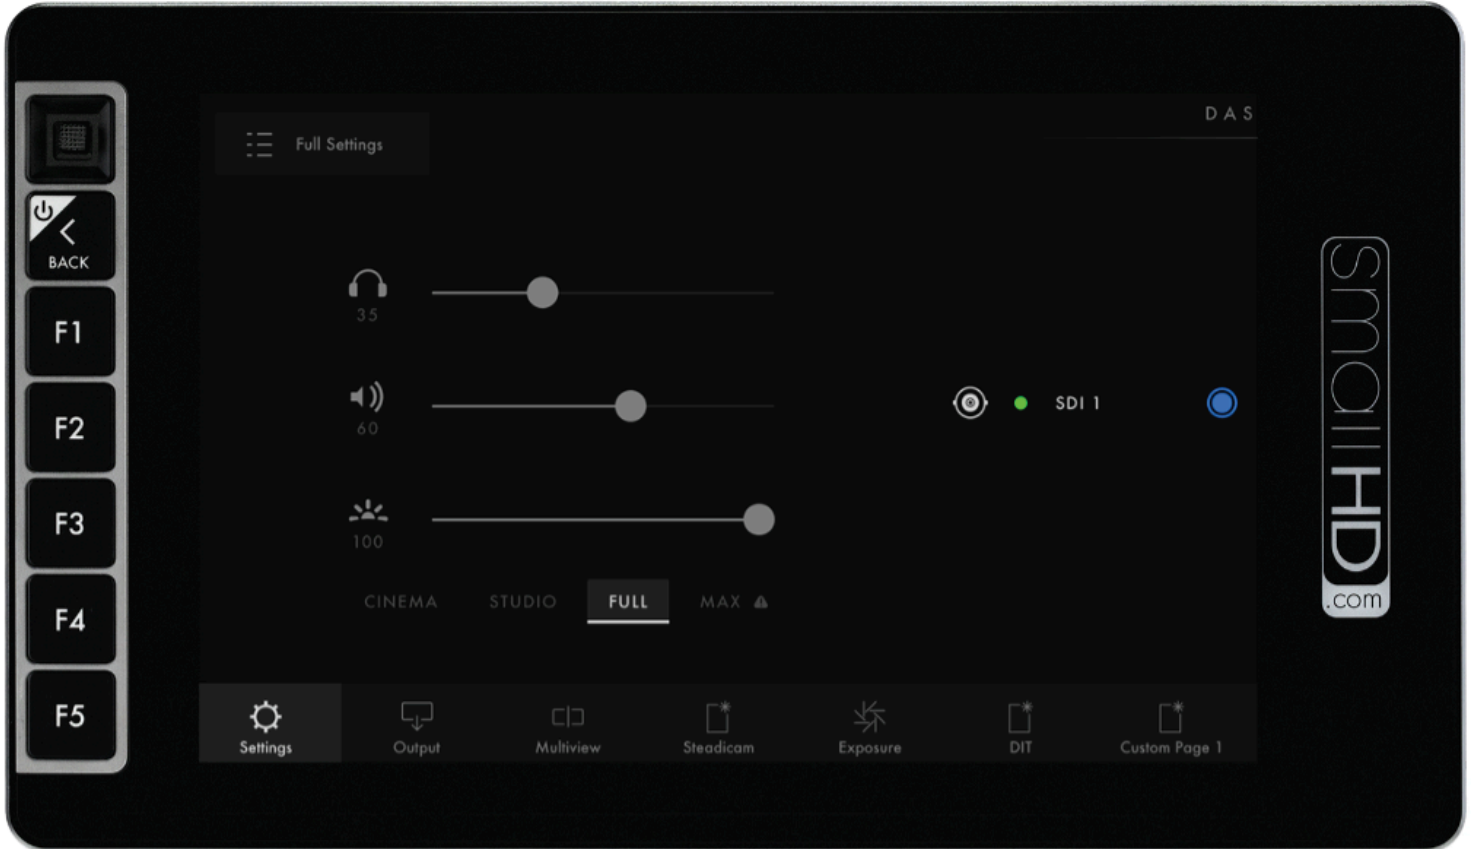 DAS
Full Settings
BACK
F1
F2
F3
F4
F5
35
60
100
SDI 1
CINEMA STUDIO FULL MAX
Settings Output Multiview Steadicam Exposure DIT Custom Page 1
smallHD
.com